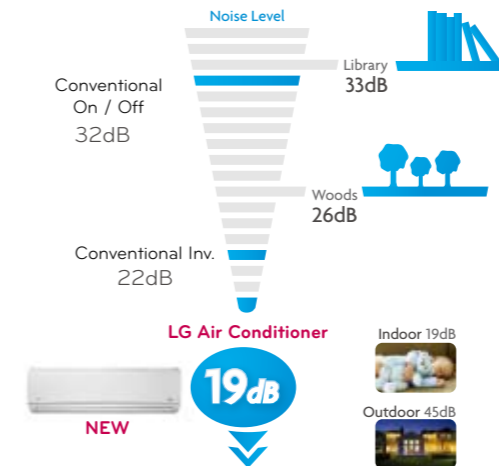 Noise Level
Library
33dB
Conventional
On / Off
32dB
Woods
26dB
Conventional Inv.
22dB
LG Air Conditioner
19dB
NEW
Indoor 19dB
Outdoor 45dB